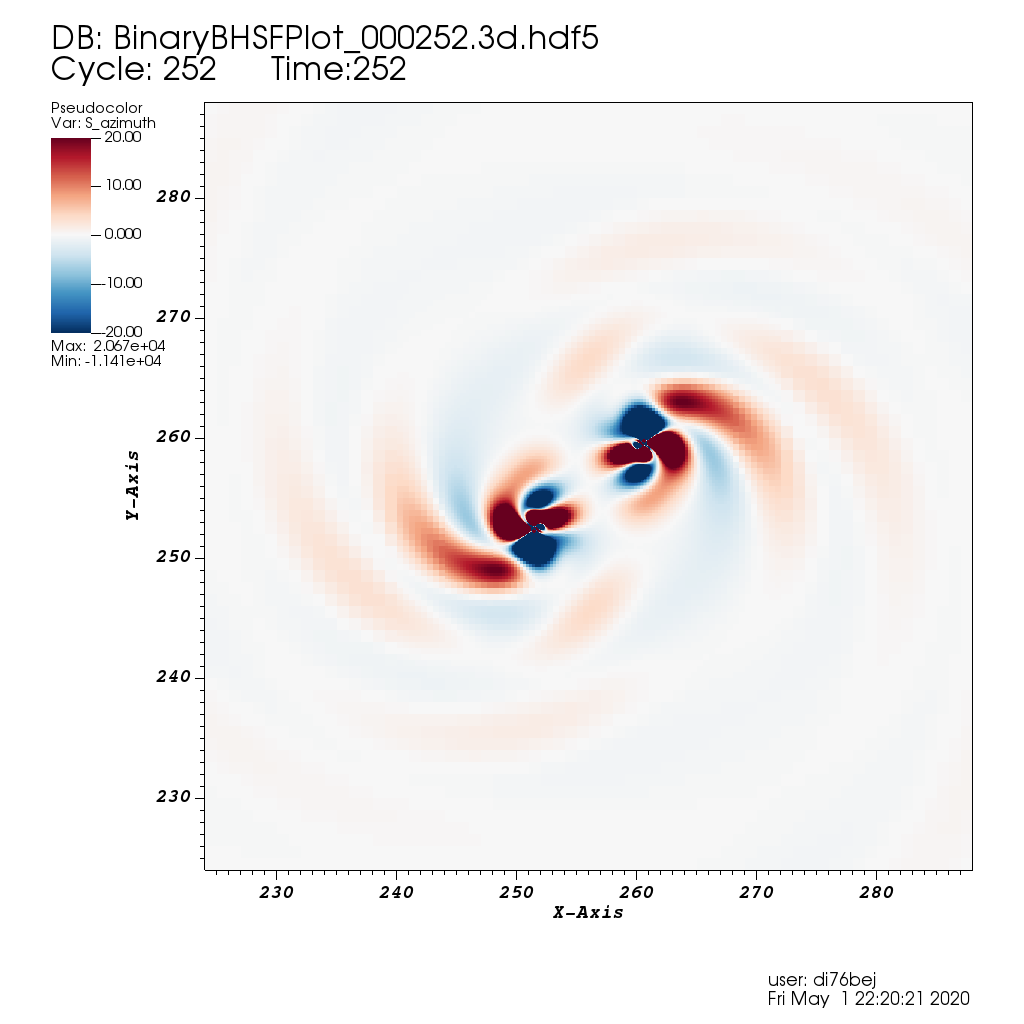 DB: BinaryBHSFPlot_000252.3d.hdf5
Cycle: 252 Time:252
Pseudocolor
Var: S_azimuth
20.00
10.00
0.000
-10.00
-20.00
Max: 2.067e+04
Min: -1.141e+04
Y-Axis
280
270
260
250
240
230
230 240 250 260 270 280
X-Axis
user: di76bej
Fri May 1 22:20:21 2020